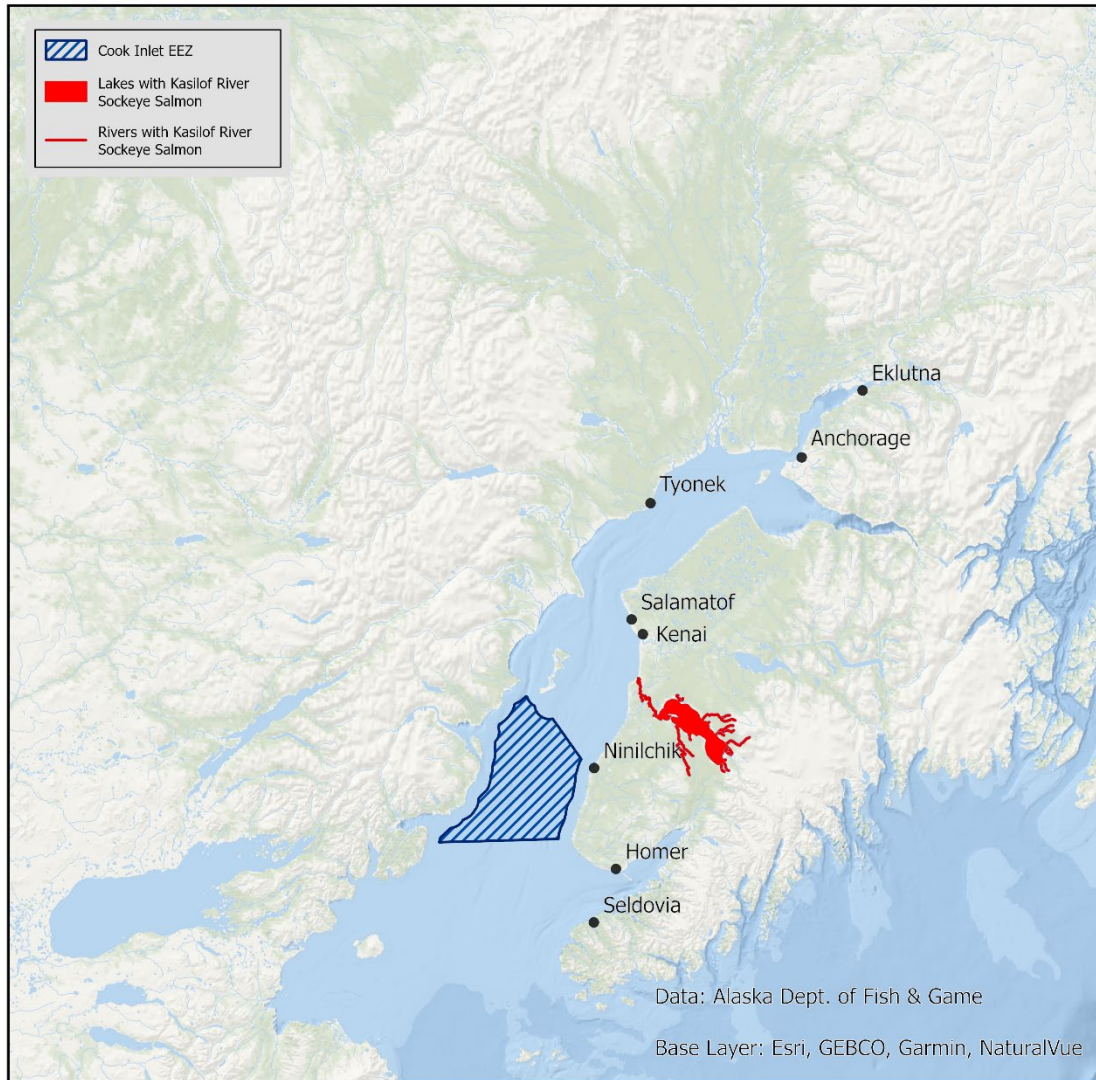 Cook Inlet EEZ
Lakes with Kasilof River
Sockeye Salmon
Rivers with Kasilof River
Sockeye Salmon
Eklutna
Anchorage
Tyonek
Salamatof
Kenai
Ninilchik
Homer
Seldovia
Data: Alaska Dept. of Fish & Game
Base Layer: Esri, GEBCO, Garmin, NaturalVue